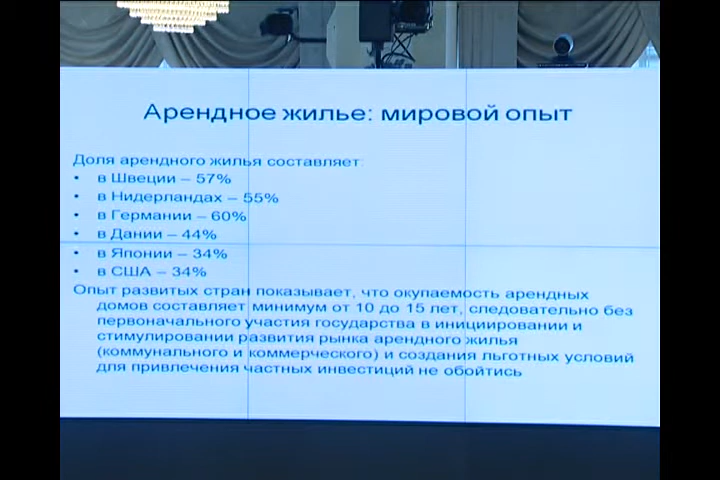 Арендное жилье: мировой опыт
Доля арендного жилья составляет:
• в Швеции – 57%
• в Нидерландах – 55%
• в Германии – 60%
• в Дании – 44%
• в Японии – 34%
• в США – 34%
Опыт развитых стран показывает, что окупаемость арендных
домов составляет минимум от 10 до 15 лет, следовательно без
первоначального участия государства в инициировании и
стимулировании развития рынка арендного жилья
(коммунального и коммерческого) и создания льготных условий
для привлечения частных инвестиций не обойтись